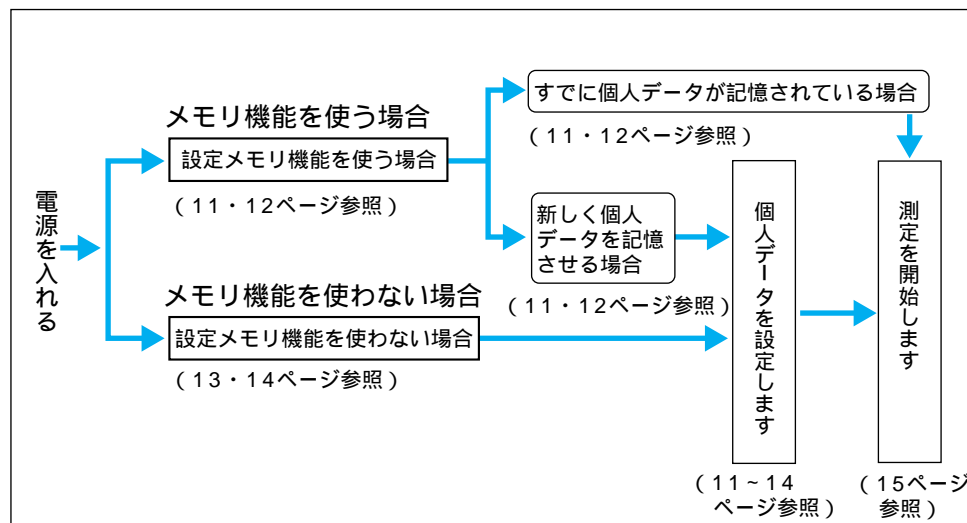 電源を入れる
メモリ機能を使う場合
設定メモリ機能を使う場合
(11・12ページ参照)
すでに個人データが記憶されている場合
(11・12ページ参照)
新しく個人
データを記憶
させる場合
(11・12ページ参照)
メモリ機能を使わない場合
設定メモリ機能を使わない場合
(13・14ページ参照)
個人データを設定します
(11~14
ページ参照)
測定を開始します
(15ページ
参照)